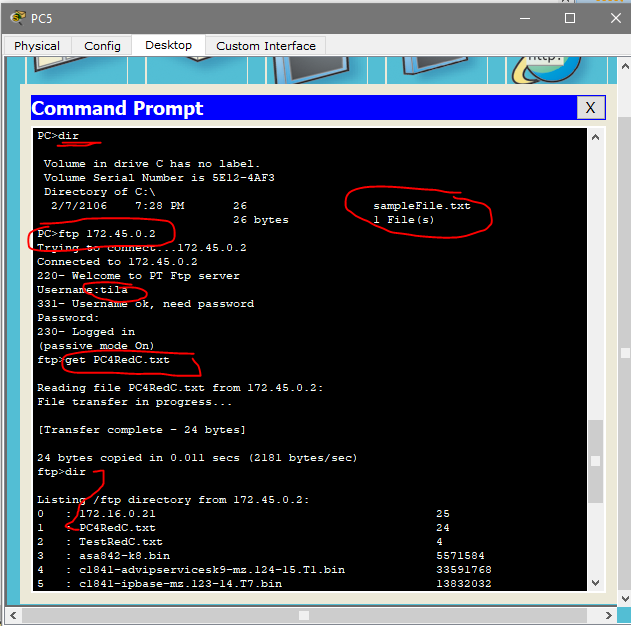 PC5
Physical Config Desktop Custom Interface
http:
Command Prompt X
PC>dir
Volume in drive C has no label.
Volume Serial Number is 5E12-4AF3
Directory of C:\
2/7/2106 7:28 PM 26 sampleFile.txt
26 bytes 1 File(s)
PC>ftp 172.45.0.2
Trying to connect...172.45.0.2
Connected to 172.45.0.2
220- Welcome to PT Ftp server
Username:tila
331- Username ok, need password
Password:
230- Logged in
(passive mode On)
ftp>get PC4RedC.txt
Reading file PC4RedC.txt from 172.45.0.2:
File transfer in progress...
[Transfer complete - 24 bytes]
24 bytes copied in 0.011 secs (2181 bytes/sec)
ftp>dir
Listing /ftp directory from 172.45.0.2:
0 : 172.16.0.21 25
1 : PC4RedC.txt 24
2 : TestRedC.txt 4
3 : asa842-k8.bin 5571584
4 : c1841-advipservicesk9-mz.124-15.T1.bin 33591768
5 : c1841-ipbase-mz.123-14.T7.bin 13832032